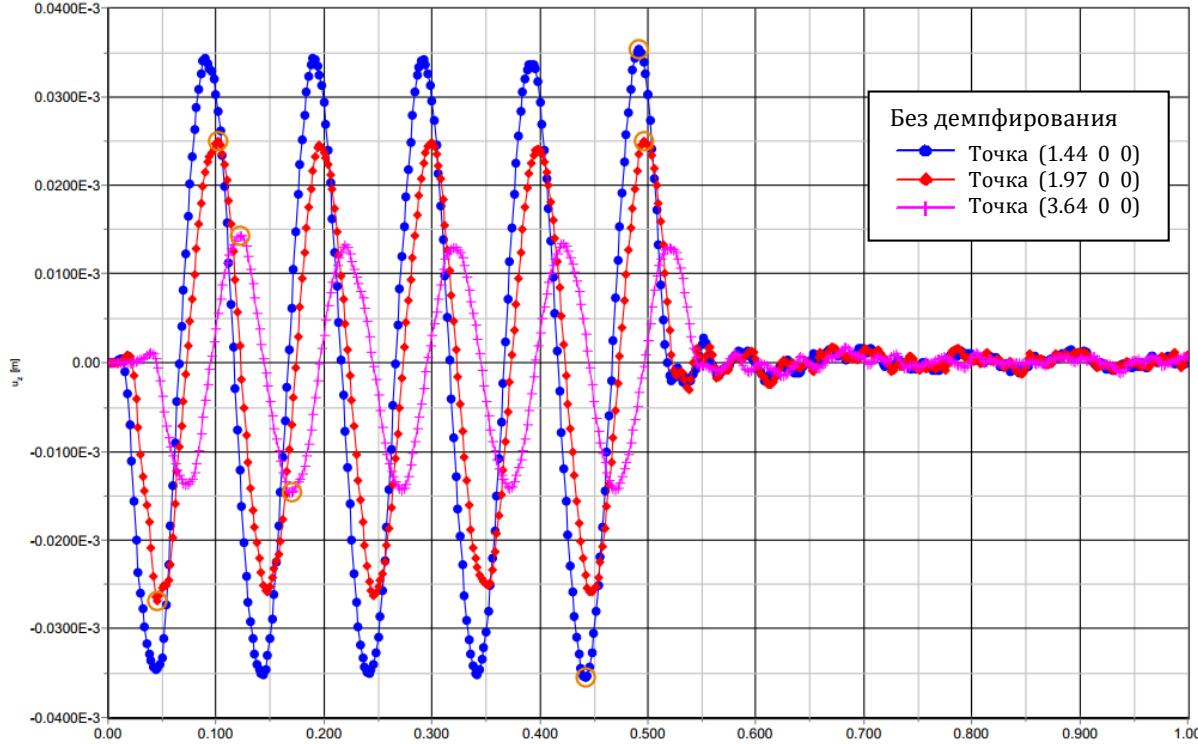 0.0400E-3
0.0300E-3
0.0200E-3
0.0100E-3
0.00
-0.0100E-3
-0.0200E-3
-0.0300E-3
-0.0400E-3
u_z [m]
Без демпфирования
Точка (1.44 0 0)
Точка (1.97 0 0)
Точка (3.64 0 0)
0.00 0.100 0.200 0.300 0.400 0.500 0.600 0.700 0.800 0.900 1.00